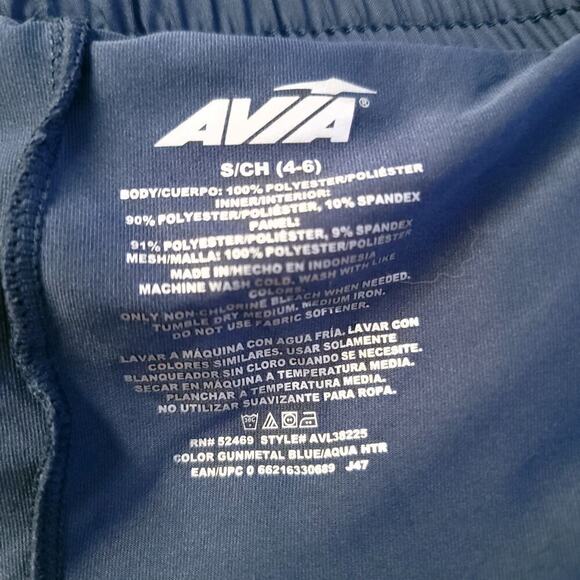 AVIA®
S/CH (4-6)
BODY/CUERPO: 100% POLYESTER/POLIÉSTER
INNER/INTERIOR:
90% POLYESTER/POLIÉSTER, 10% SPANDEX
PANEL:
91% POLYESTER/POLIÉSTER, 9% SPANDEX
MESH/MALLA: 100% POLYESTER/POLIÉSTER
MADE IN/HECHO EN INDONESIA
MACHINE WASH COLD. WASH WITH LIKE
COLORS.
ONLY NON-CHLORINE BLEACH WHEN NEEDED.
TUMBLE DRY MEDIUM. MEDIUM IRON.
DO NOT USE FABRIC SOFTENER.
LAVAR A MÁQUINA CON AGUA FRÍA. LAVAR CON
COLORES SIMILARES. USAR SOLAMENTE
BLANQUEADOR SIN CLORO CUANDO SE NECESITE.
SECAR EN MÁQUINA A TEMPERATURA MEDIA.
PLANCHAR A TEMPERATURA MEDIA.
NO UTILIZAR SUAVIZANTE PARA ROPA.
RN# 52469 STYLE# AVL38225
COLOR GUNMETAL BLUE/AQUA HTR
EAN/UPC 0 66216330689 J47